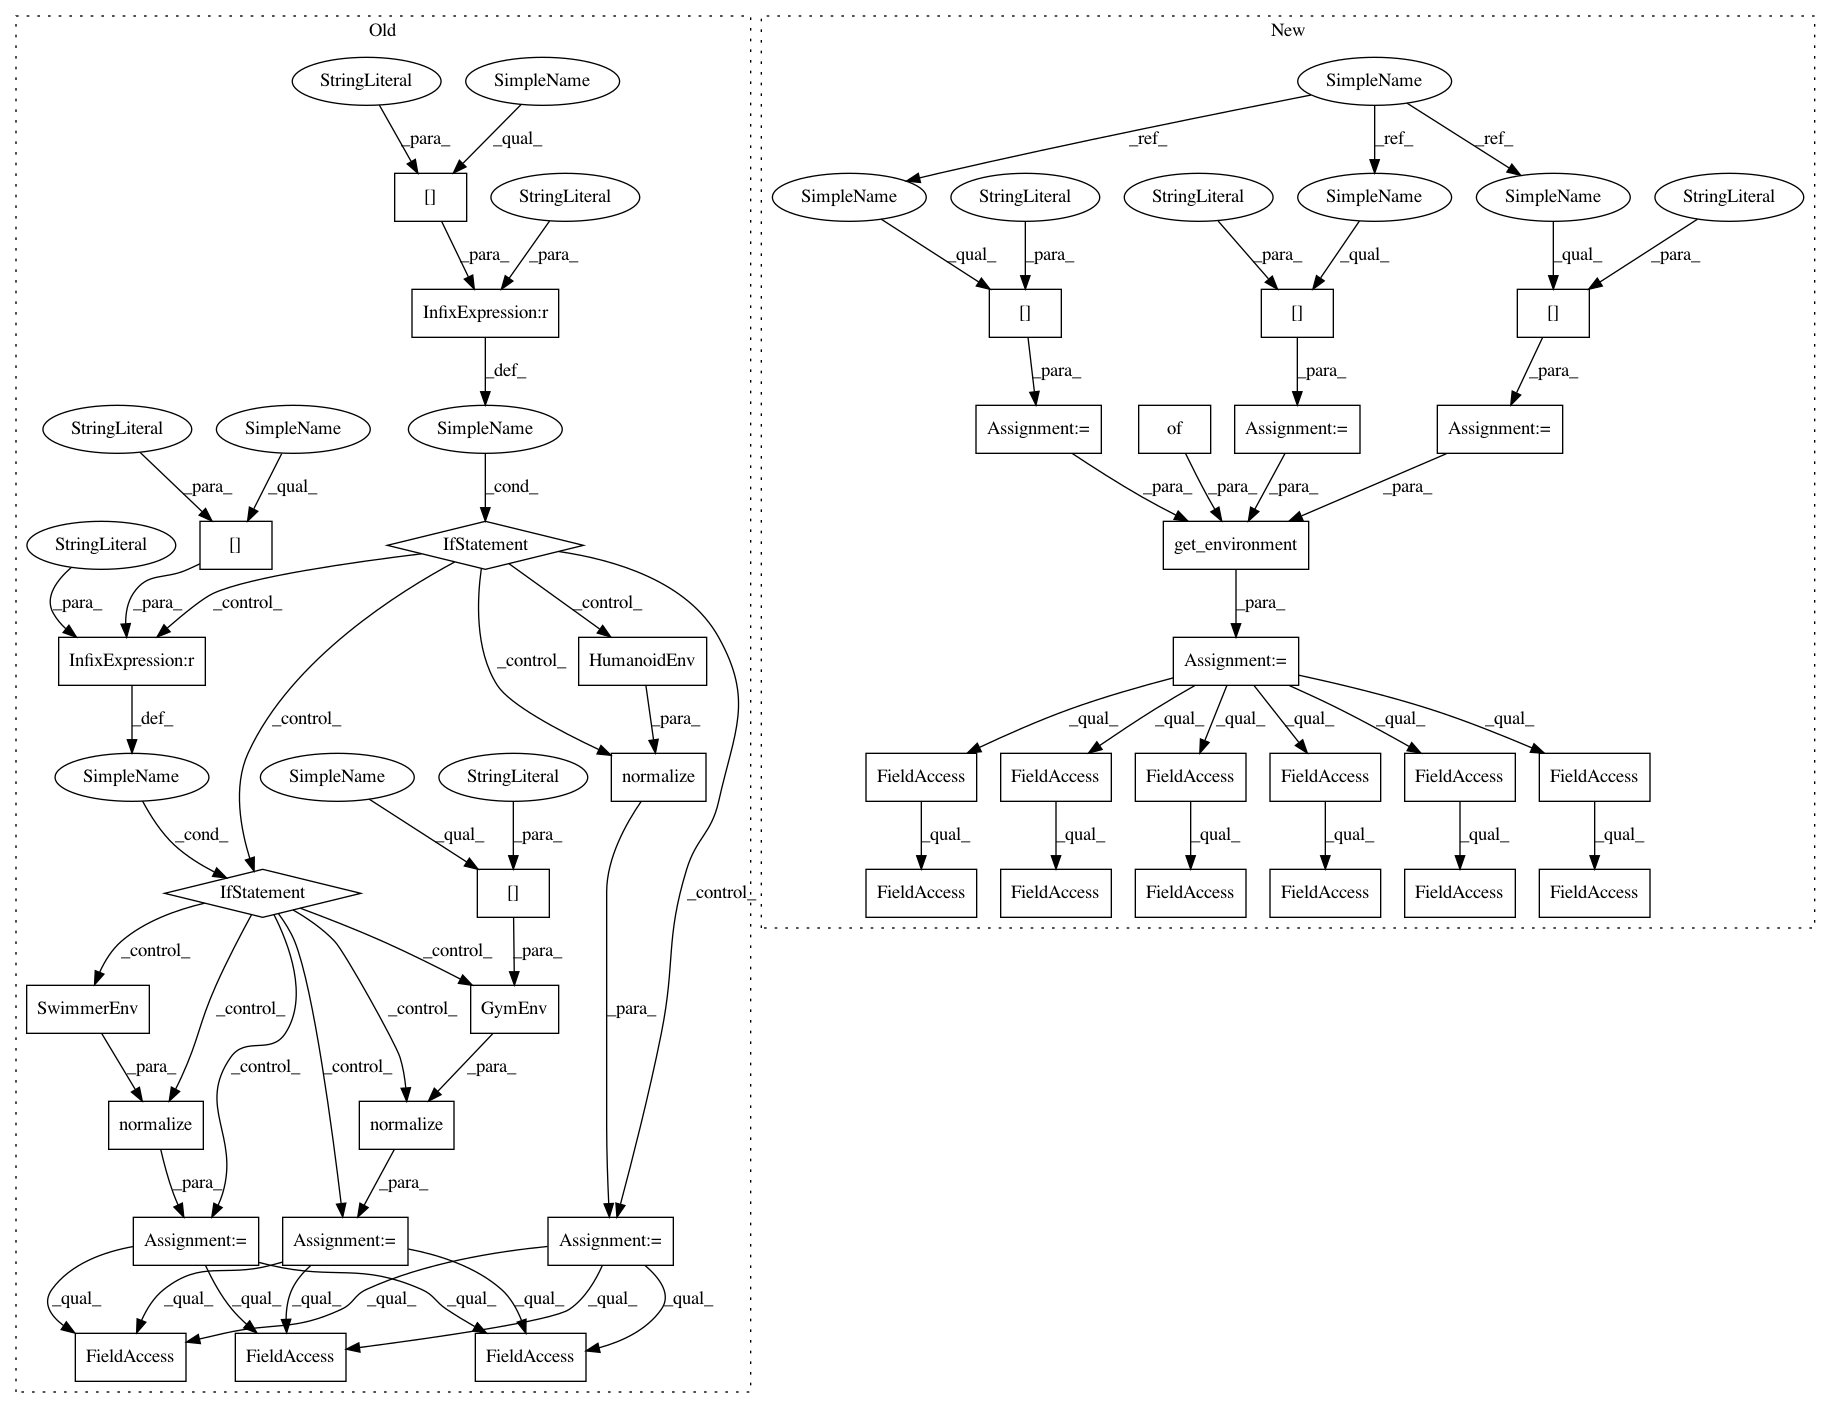 Old
New
StringLiteral
SimpleName
SimpleName
_para_
_qual_
_ref_
_ref_
_ref_
[]
StringLiteral
SimpleName
StringLiteral
StringLiteral
SimpleName
SimpleName
StringLiteral
_para_
_para_
_qual_
_para_
_para_
_qual_
_qual_
_para_
InfixExpression:r
[]
[]
[]
_def_
_para_
_para_
_para_
StringLiteral
SimpleName
SimpleName
Assignment:=
of
Assignment:=
Assignment:=
_para_
_qual_
_cond_
_para_
_para_
_para_
_para_
StringLiteral
[]
IfStatement
get_environment
_para_
_para_
_control_
_control_
_para_
InfixExpression:r
HumanoidEnv
Assignment:=
_def_
_control_
_control_
_para_
_qual_
_qual_
_qual_
_qual_
_qual_
_qual_
SimpleName
SimpleName
StringLiteral
normalize
FieldAccess
FieldAccess
FieldAccess
FieldAccess
FieldAccess
FieldAccess
_cond_
_qual_
_para_
_qual_
_qual_
_qual_
_qual_
_qual_
_qual_
IfStatement
[]
_control_
FieldAccess
FieldAccess
FieldAccess
FieldAccess
FieldAccess
FieldAccess
_control_
_control_
_para_
SwimmerEnv
_control_
_control_
GymEnv
_para_
_para_
_control_
_control_
_para_
normalize
normalize
_para_
_para_
Assignment:=
Assignment:=
Assignment:=
_qual_
_qual_
_qual_
_qual_
_qual_
_qual_
_qual_
_qual_
_qual_
FieldAccess
FieldAccess
FieldAccess